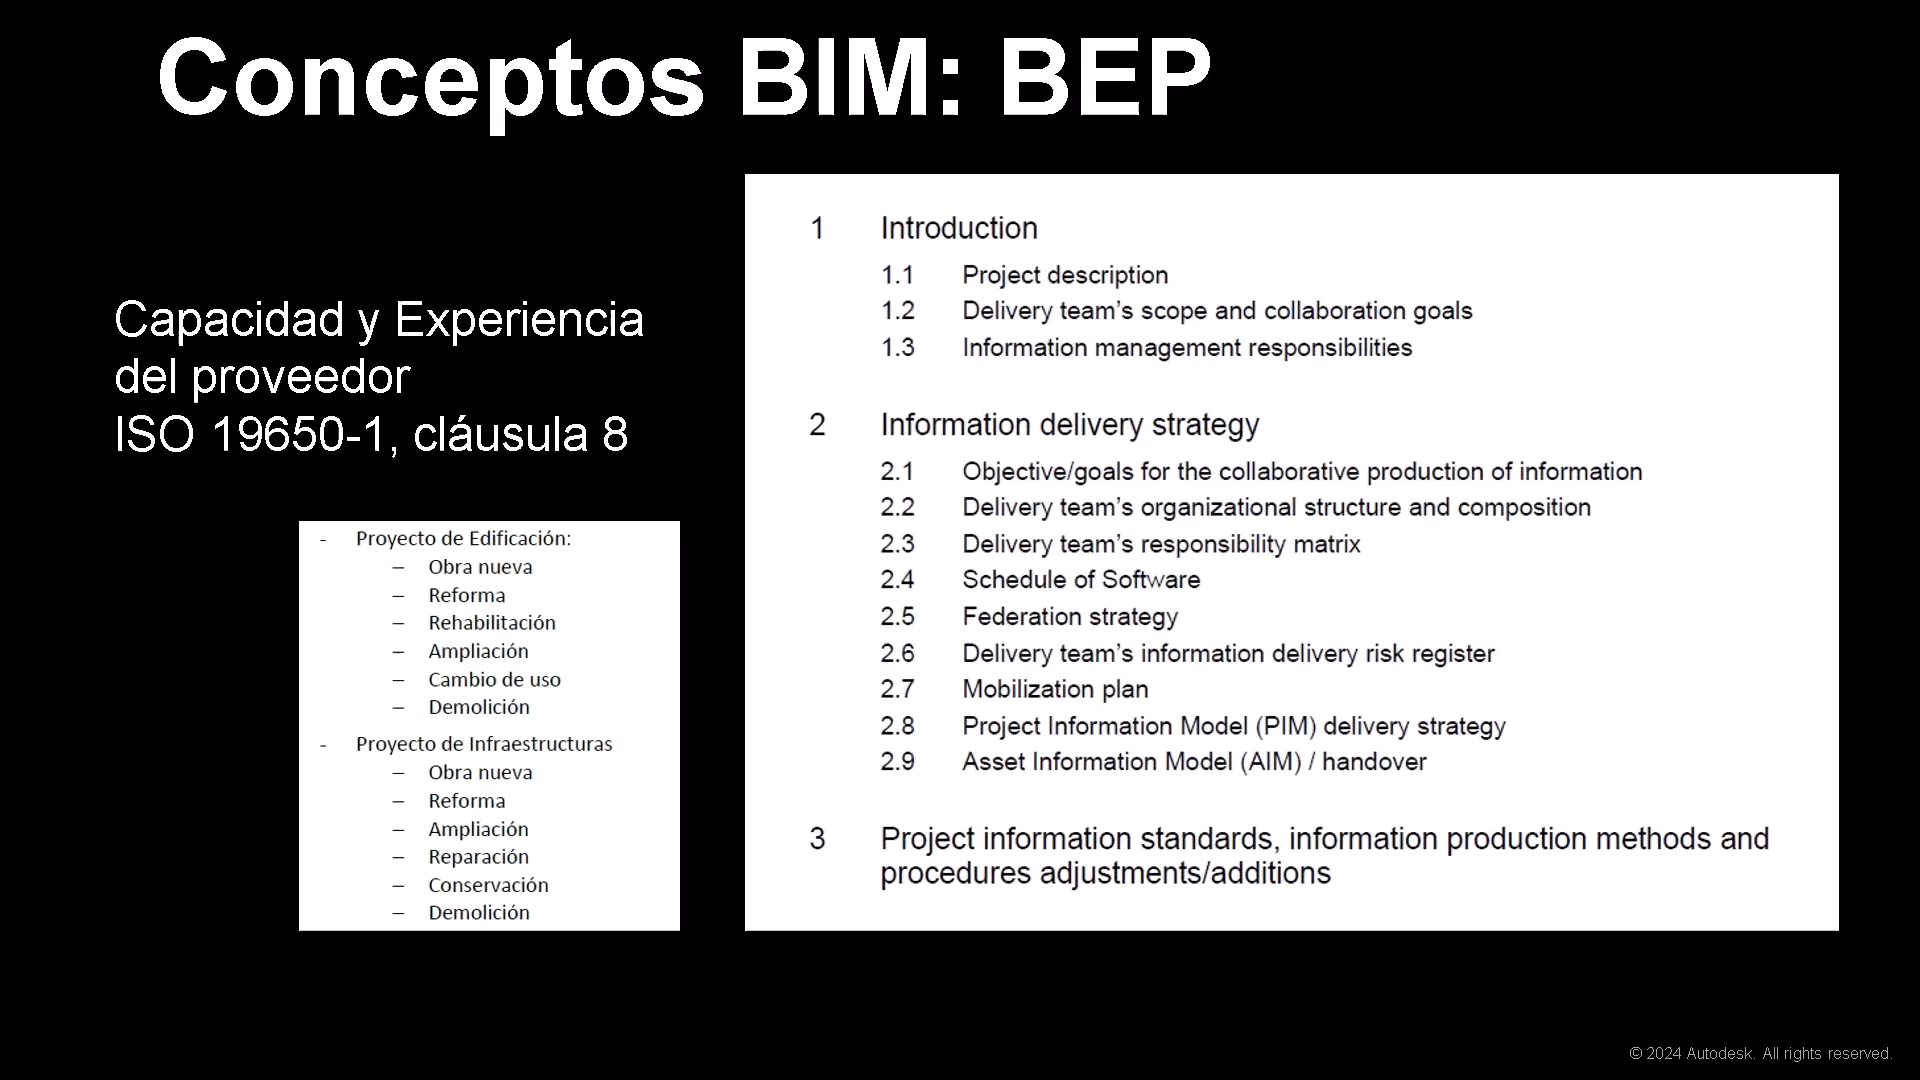 Conceptos BIM: BEP
Capacidad y Experiencia
del proveedor
ISO 19650-1, cláusula 8
- Proyecto de Edificación:
– Obra nueva
– Reforma
– Rehabilitación
– Ampliación
– Cambio de uso
– Demolición
- Proyecto de Infraestructuras
– Obra nueva
– Reforma
– Ampliación
– Reparación
– Conservación
– Demolición
1 Introduction
1.1 Project description
1.2 Delivery team’s scope and collaboration goals
1.3 Information management responsibilities
2 Information delivery strategy
2.1 Objective/goals for the collaborative production of information
2.2 Delivery team’s organizational structure and composition
2.3 Delivery team’s responsibility matrix
2.4 Schedule of Software
2.5 Federation strategy
2.6 Delivery team’s information delivery risk register
2.7 Mobilization plan
2.8 Project Information Model (PIM) delivery strategy
2.9 Asset Information Model (AIM) / handover
3 Project information standards, information production methods and
procedures adjustments/additions
© 2024 Autodesk. All rights reserved.